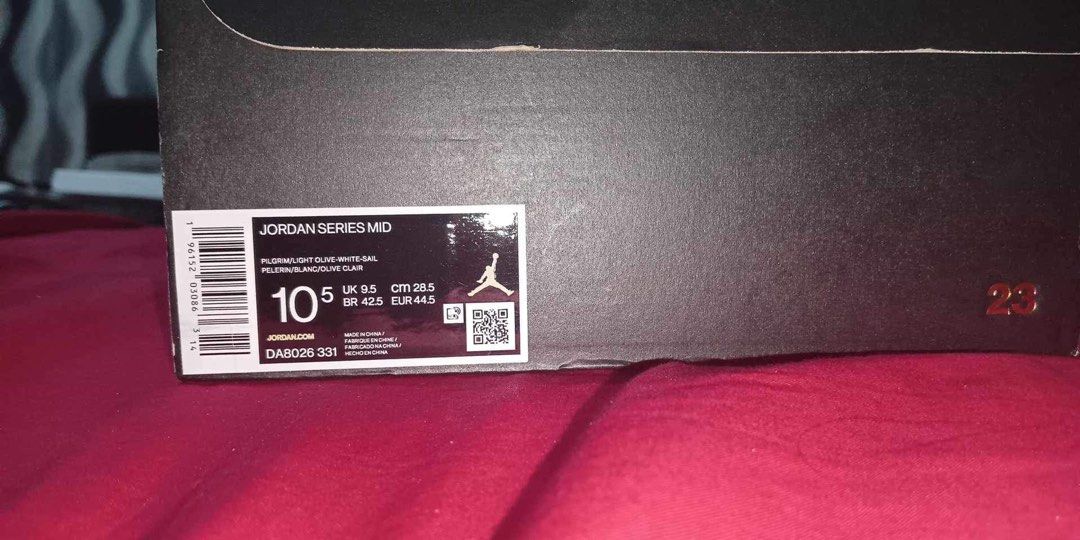 JORDAN SERIES MID
PILGRIM/LIGHT OLIVE-WHITE-SAIL
PELERIN/BLANC/OLIVE CLAIR
10 5
UK 9.5 cm 28.5
BR 42.5 EUR 44.5
JORDAN.COM
DA8026 331
MADE IN CHINA /
FABRIQUE EN CHINE /
FABRICADO NA CHINA /
HECHO EN CHINA
1 96152 03086 3 14
23